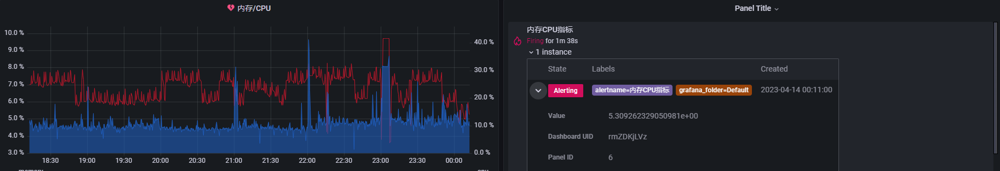 内存/CPU
10.0 %
9.0 %
8.0 %
7.0 %
6.0 %
5.0 %
4.0 %
3.0 %
40.0 %
30.0 %
20.0 %
10.0 %
0.0 %
18:30 19:00 19:30 20:00 20:30 21:00 21:30 22:00 22:30 23:00 23:30 00:00
memory
cpu
Panel Title
内存CPU指标
Firing for 1m 38s
1 instance
State Labels Created
Alerting alertname=内存CPU指标 grafana_folder=Default 2023-04-14 00:11:00
Value 5.309262329050981e+00
Dashboard UID rmZDKjLVz
Panel ID 6